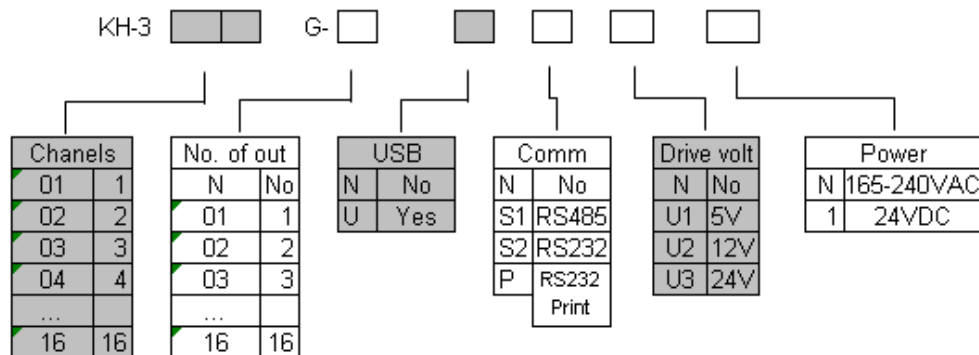 KH-3 G-
Chanels No. of out USB Comm Drive volt Power
01 1 N No N No N No N No N 165-240VAC
02 2 01 1 U Yes S1 RS485 U1 5V 1 24VDC
03 3 02 2 S2 RS232 U2 12V
04 4 03 3 P RS232 U3 24V
Print
... ...
16 16 16 16